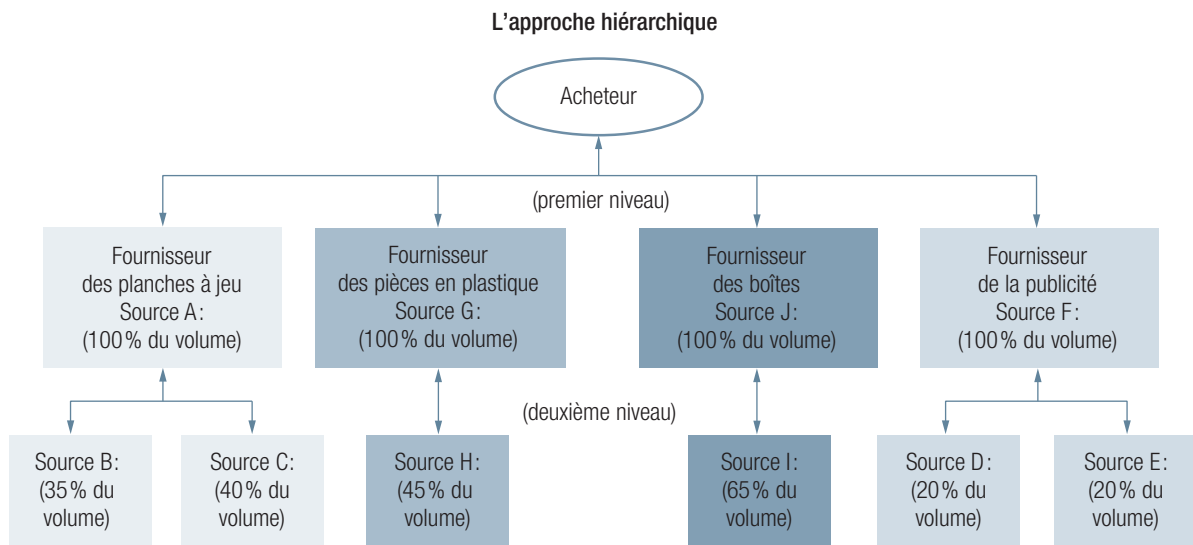 L'approche hiérarchique
Acheteur
(premier niveau)
Fournisseur
des planches à jeu
Source A :
(100 % du volume)
Fournisseur
des pièces en plastique
Source G :
(100 % du volume)
Fournisseur
des boîtes
Source J :
(100 % du volume)
Fournisseur
de la publicité
Source F :
(100 % du volume)
(deuxième niveau)
Source B :
(35 % du
volume)
Source C :
(40 % du
volume)
Source H :
(45 % du
volume)
Source I :
(65 % du
volume)
Source D :
(20 % du
volume)
Source E :
(20 % du
volume)